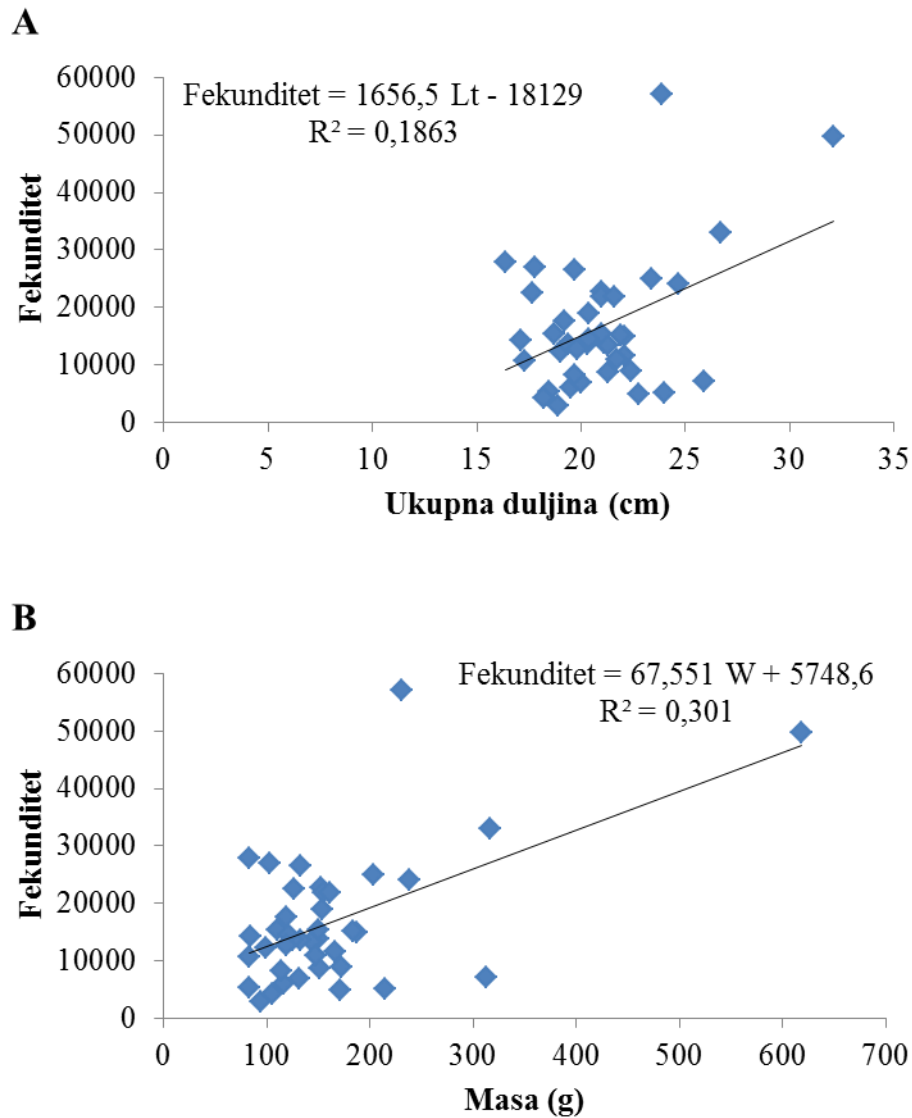 A
Fekunditet = 1656,5 Lt - 18129
R² = 0,1863
60000
50000
40000
30000
20000
10000
0
Fekunditet
0 5 10 15 20 25 30 35
Ukupna duljina (cm)
B
Fekunditet = 67,551 W + 5748,6
R² = 0,301
60000
50000
40000
30000
20000
10000
0
Fekunditet
0 100 200 300 400 500 600 700
Masa (g)